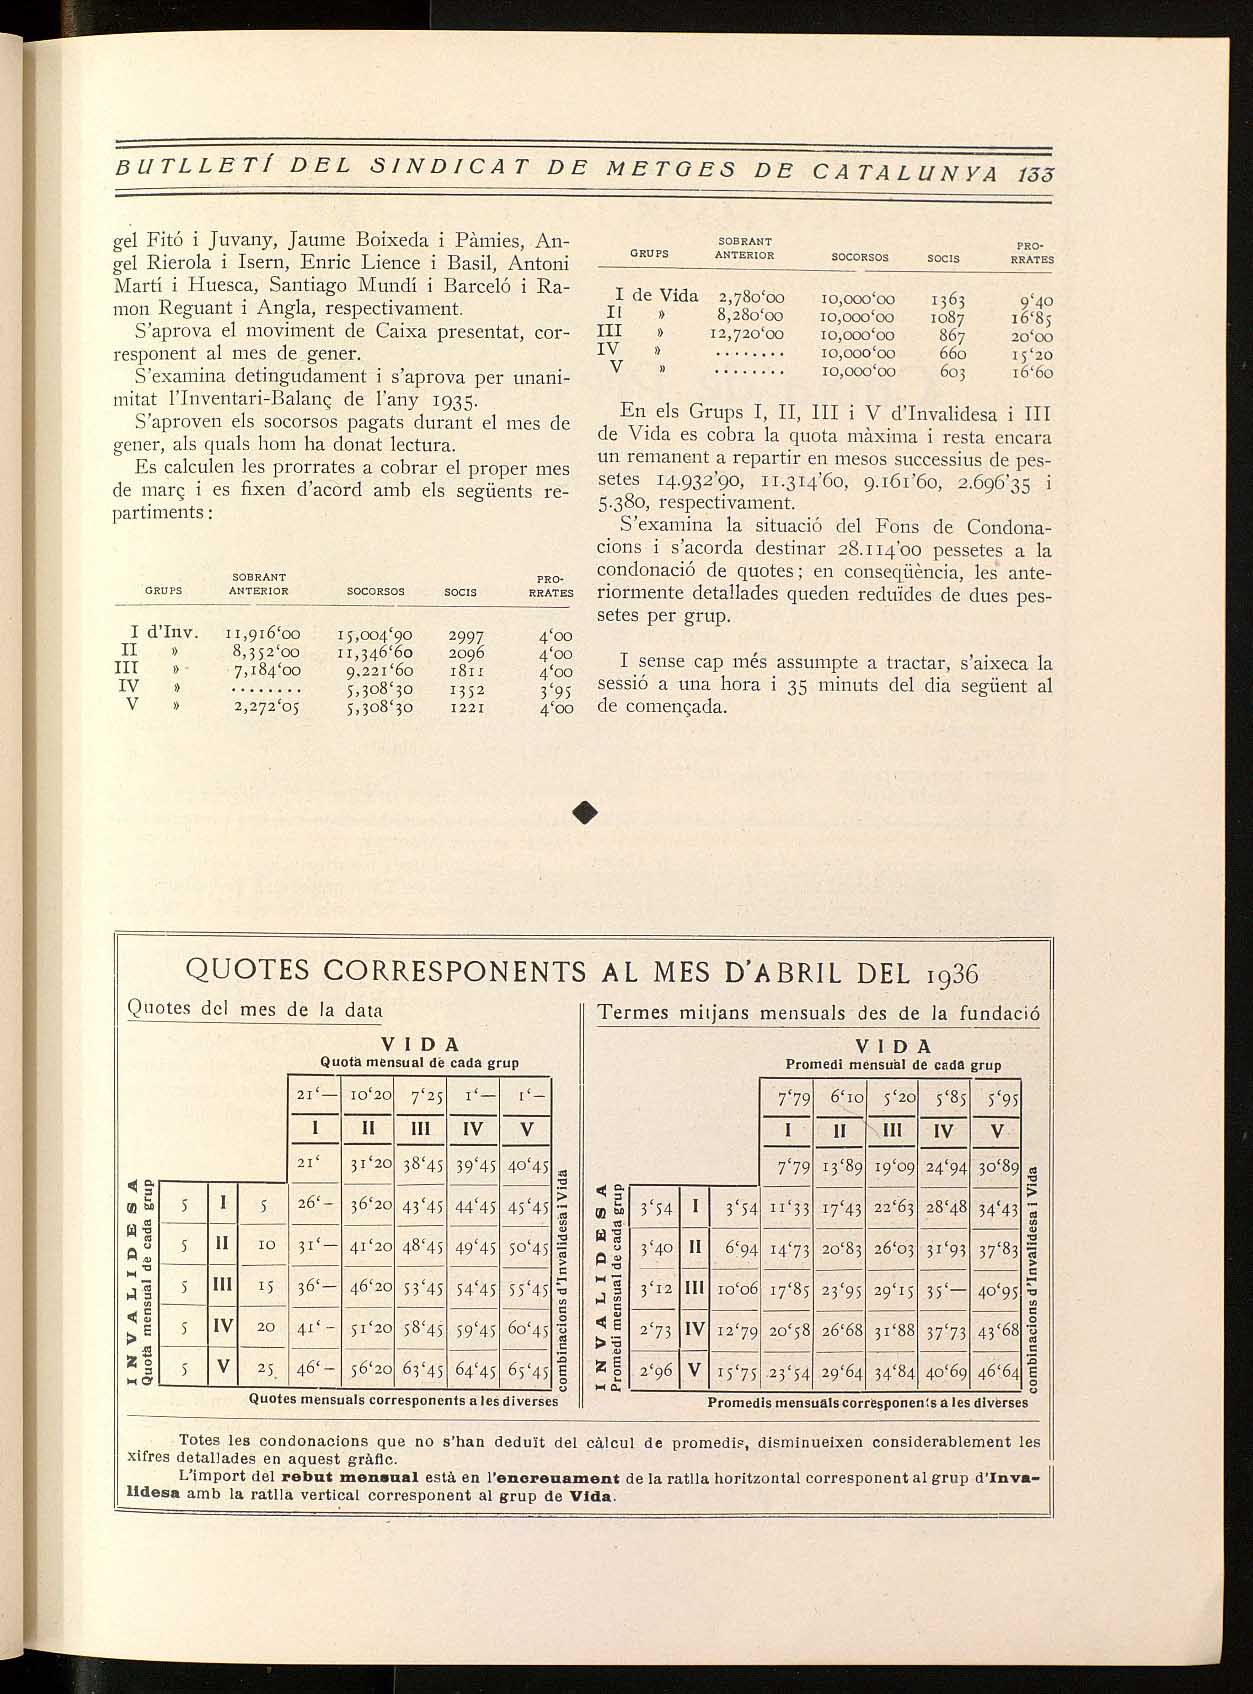 BUTLLETÍ DEL SINDICAT DE METGES DE CATALUNYA 133
gel Fitó i Juvany, Jaume Boixeda i Pàmies, An-
gel Rierola i Isern, Enric Lience i Basil, Antoni
Martí i Huesca, Santiago Mundí i Barceló i Ra-
mon Reguant i Angla, respectivament.
S'aprova el moviment de Caixa presentat, cor-
responent al mes de gener.
S'examina detingudament i s'aprova per unani-
mitat l'Inventari-Balanç de l'any 1935.
S'aproven els socorsos pagats durant el mes de
gener, als quals hom ha donat lectura.
Es calculen les prorrates a cobrar el proper mes
de març i es fixen d'acord amb els següents re-
partiments:
GRUPS SOBRANT ANTERIOR SOCORSOS SOCIS PRO-RRATES
I d'Inv. 11,916'00 15,004'90 2997 4'00
II » 8,352'00 11,346'60 2096 4'00
III » 7,184'00 9,221'60 1811 4'00
IV » ........ 5,308'30 1352 3'95
V » 2,272'05 5,308'30 1221 4'00
GRUPS SOBRANT ANTERIOR SOCORSOS SOCIS PRO-RRATES
I de Vida 2,780'00 10,000'00 1363 9'40
II » 8,280'00 10,000'00 1087 16'85
III » 12,720'00 10,000'00 867 20'00
IV » ........ 10,000'00 660 15'20
V » ........ 10,000'00 603 16'60
En els Grups I, II, III i V d'Invalidesa i III
de Vida es cobra la quota màxima i resta encara
un remanent a repartir en mesos successius de pes-
setes 14.932'90, 11.314'60, 9.161'60, 2.696'35 i
5.380, respectivament.
S'examina la situació del Fons de Condona-
cions i s'acorda destinar 28.114'00 pessetes a la
condonació de quotes; en conseqüència, les ante-
riormente detallades queden reduïdes de dues pes-
setes per grup.
I sense cap més assumpte a tractar, s'aixeca la
sessió a una hora i 35 minuts del dia següent al
de començada.
QUOTES CORRESPONENTS AL MES D'ABRIL DEL 1936
Quotes del mes de la data
VIDA
Quota mensual de cada grup
21'— 10'20 7'25 1'— 1'—
I II III IV V
21' 31'20 38'45 39'45 40'45
INVALIDESA
Quota mensual de cada grup
5 I 5 26'- 36'20 43'45 44'45 45'45
5 II 10 31'— 41'20 48'45 49'45 50'45
5 III 15 36'— 46'20 53'45 54'45 55'45
5 IV 20 41'- 51'20 58'45 59'45 60'45
5 V 25 46'- 56'20 63'45 64'45 65'45
Quotes mensuals corresponents a les diverses
combinacions d'Invalidesa i Vida
Termes mitjans mensuals des de la fundació
VIDA
Promedi mensual de cada grup
7'79 6'10 5'20 5'85 5'95
I II III IV V
7'79 13'89 19'09 24'94 30'89
INVALIDESA
Promedi mensual de cada grup
3'54 I 3'54 11'33 17'43 22'63 28'48 34'43
3'40 II 6'94 14'73 20'83 26'03 31'93 37'83
3'12 III 10'06 17'85 23'95 29'15 35'— 40'95
2'73 IV 12'79 20'58 26'68 31'88 37'73 43'68
2'96 V 15'75 23'54 29'64 34'84 40'69 46'64
Promedis mensuals corresponents a les diverses
combinacions d'Invalidesa i Vida
Totes les condonacions que no s'han deduït del càlcul de promedis, disminueixen considerablement les
xifres detallades en aquest gràfic.
L'import del rebut mensual està en l'encreuament de la ratlla horitzontal corresponent al grup d'Inva-
lidesa amb la ratlla vertical corresponent al grup de Vida.